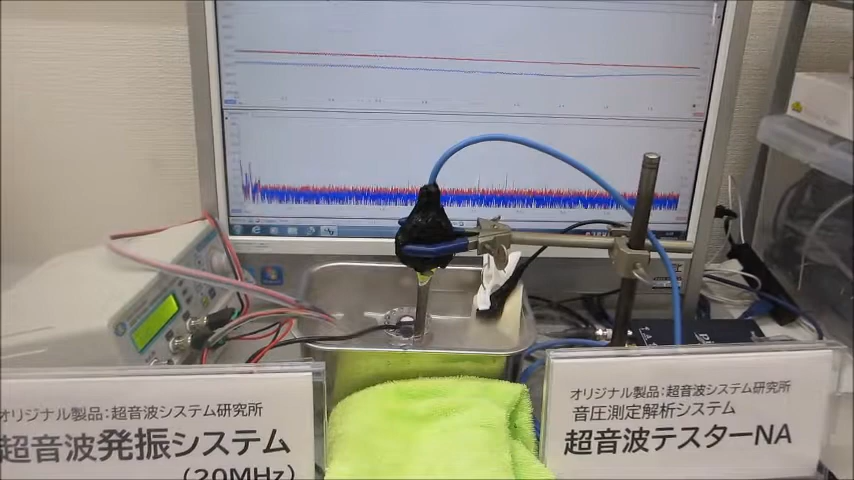 オリジナル製品:超音波システム研究所
超音波発振システム
(20MHz)
オリジナル製品:超音波システム研究所
音圧測定解析システム
超音波テスターNA